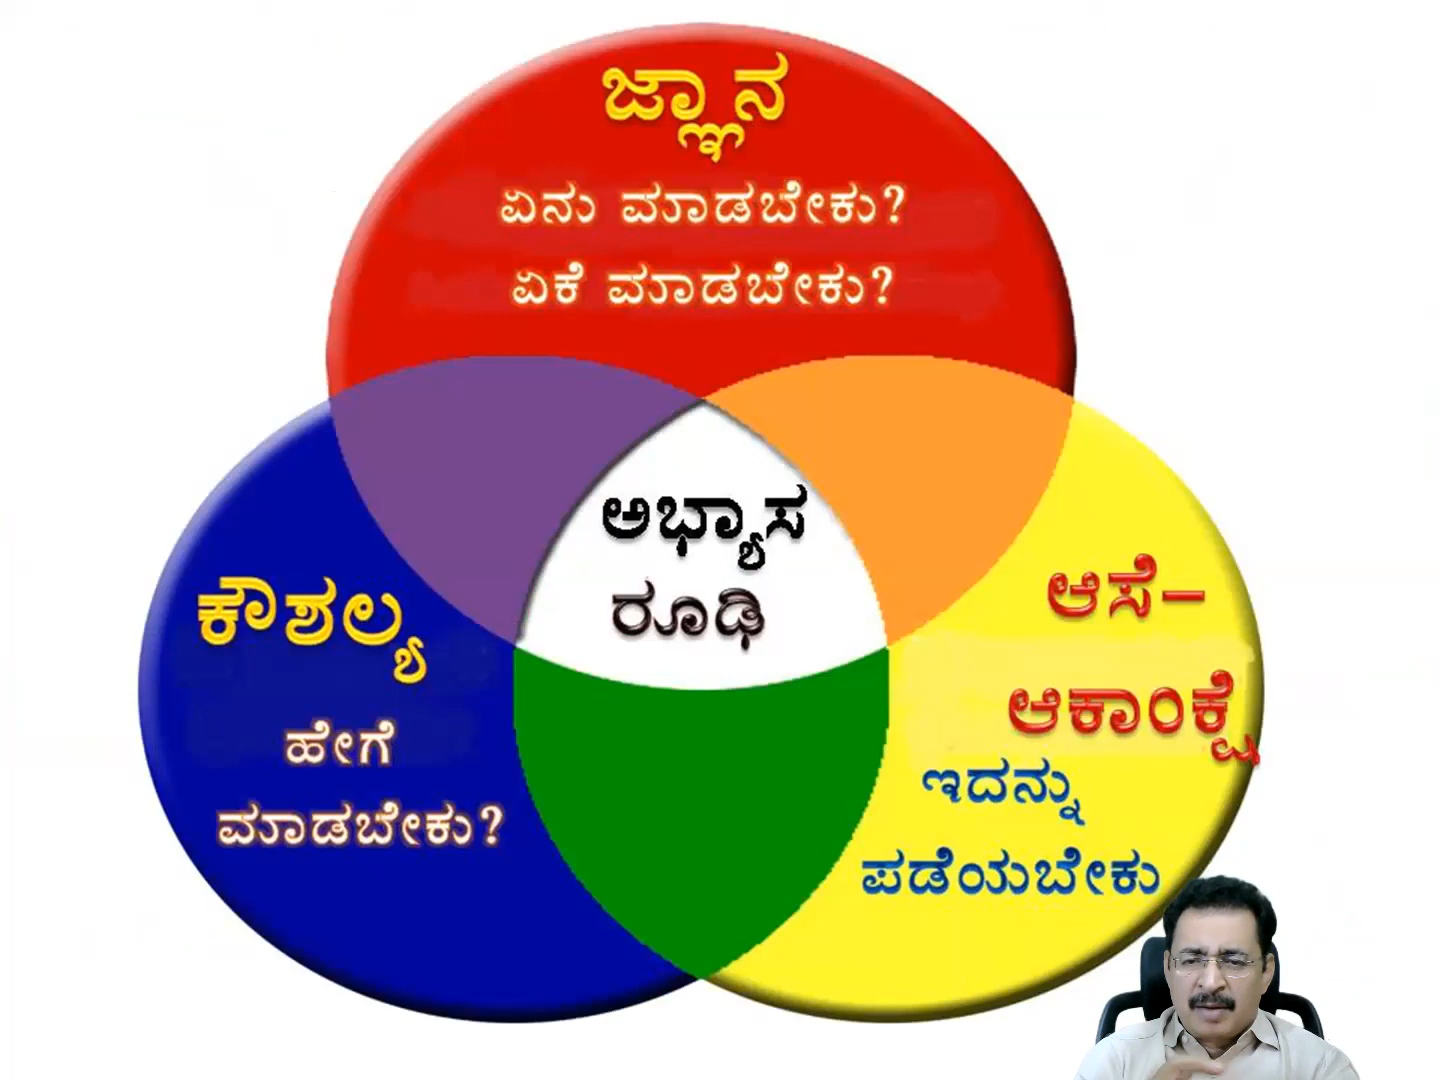 ಜ್ಞಾನ
ಏನು ಮಾಡಬೇಕು?
ಏಕೆ ಮಾಡಬೇಕು?
ಅಭ್ಯಾಸ
ರೂಢಿ
ಕೌಶಲ್ಯ
ಹೇಗೆ
ಮಾಡಬೇಕು?
ಆಸೆ–
ಆಕಾಂಕ್ಷೆ
ಇದನ್ನು
ಪಡೆಯಬೇಕು